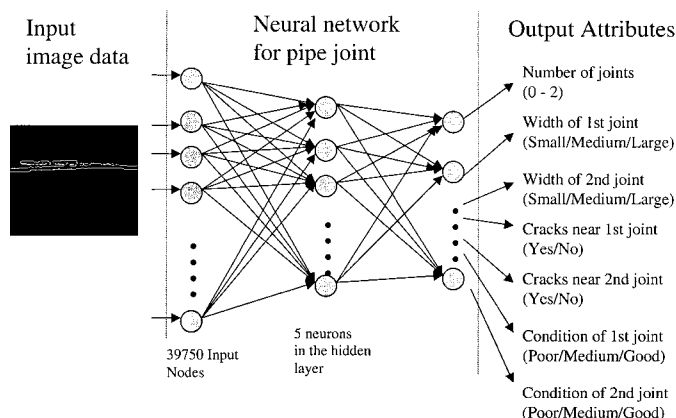 Input
image data
Neural network
for pipe joint
Output Attributes
Number of joints
(0 - 2)
Width of 1st joint
(Small/Medium/Large)
Width of 2nd joint
(Small/Medium/Large)
Cracks near 1st joint
(Yes/No)
Cracks near 2nd joint
(Yes/No)
Condition of 1st joint
(Poor/Medium/Good)
Condition of 2nd joint
(Poor/Medium/Good)
39750 Input
Nodes
5 neurons
in the hidden
layer